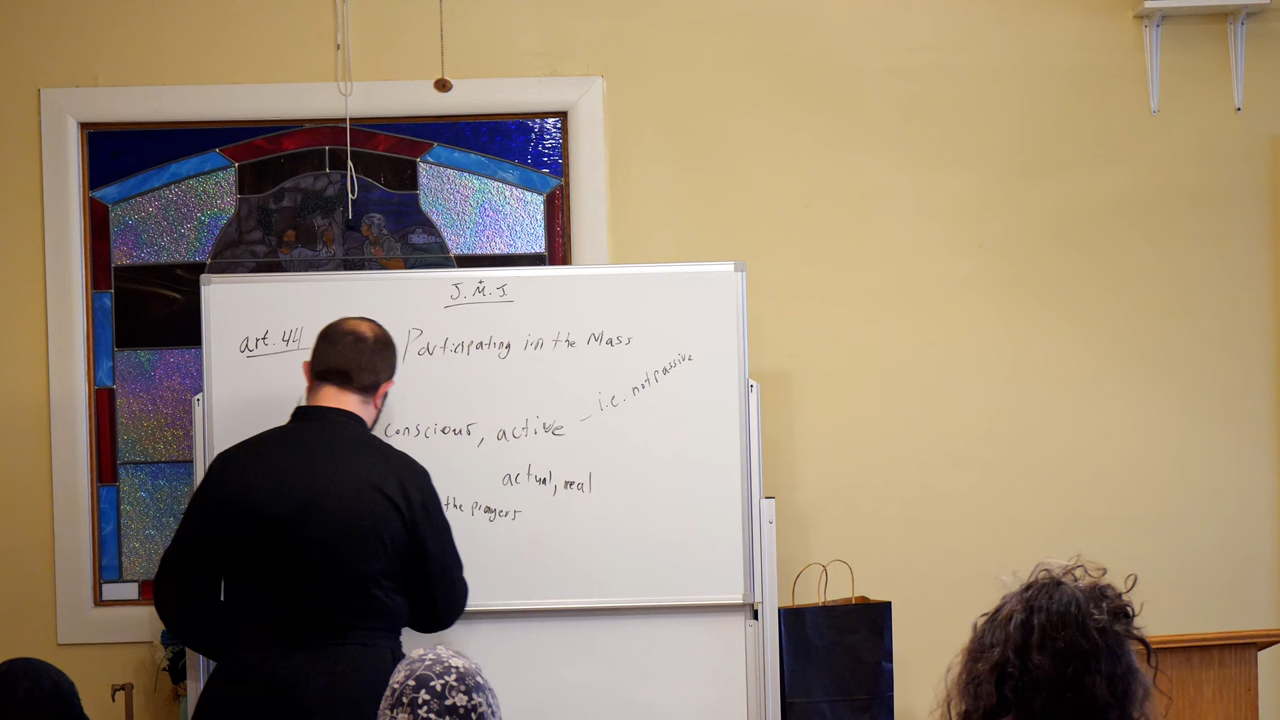 J. M. J.
art. 44 Participating in the Mass
conscious, active – i.e. not passive
actual, real
the prayers